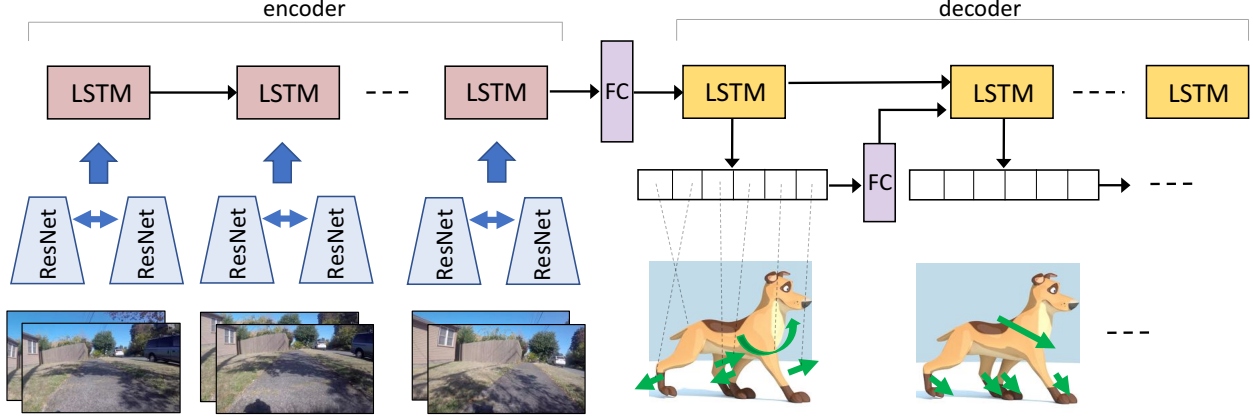 encoder
decoder
LSTM
LSTM
LSTM
FC
LSTM
LSTM
LSTM
FC
ResNet
ResNet
ResNet
ResNet
ResNet
ResNet